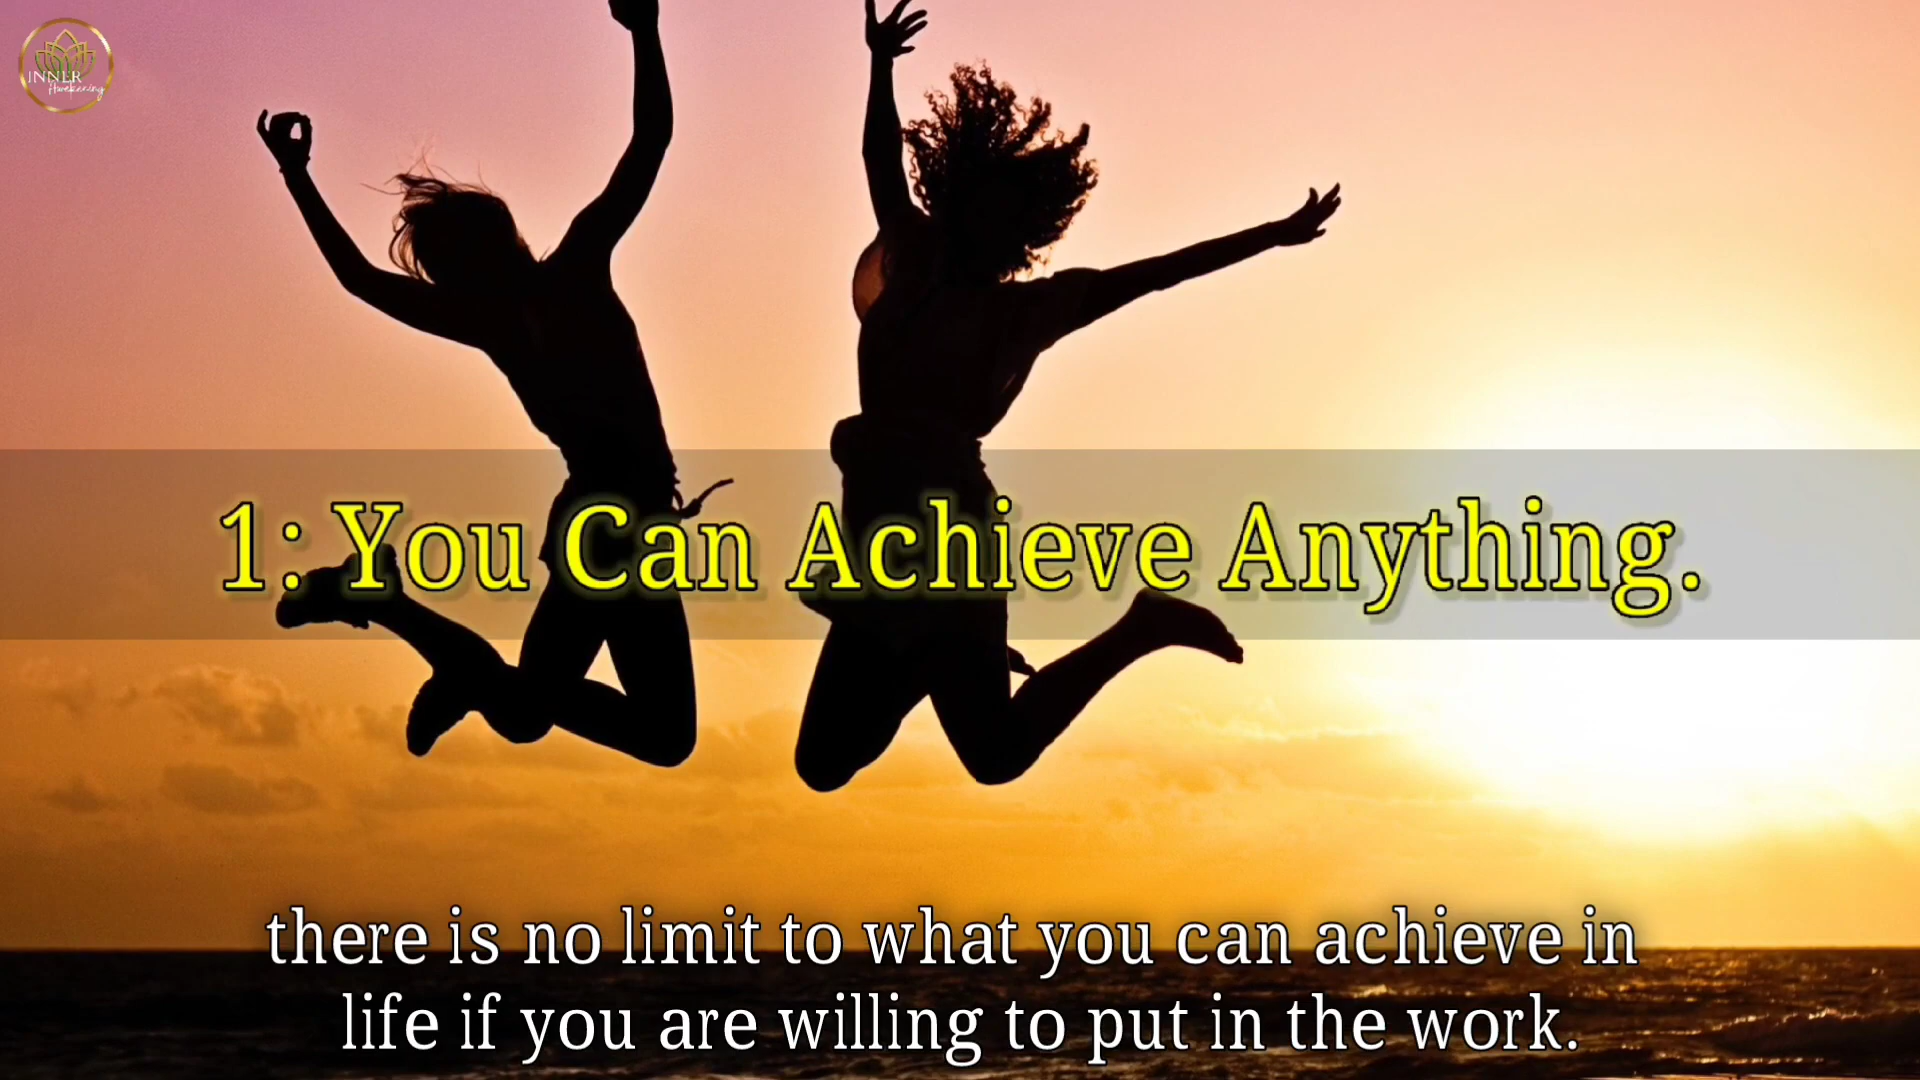 INNER
Awakening
1: You Can Achieve Anything.
there is no limit to what you can achieve in
life if you are willing to put in the work.